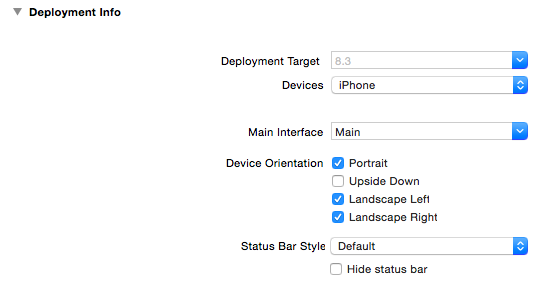 Deployment Info
Deployment Target 8.3
Devices iPhone
Main Interface Main
Device Orientation Portrait
Upside Down
Landscape Left
Landscape Right
Status Bar Style Default
Hide status bar